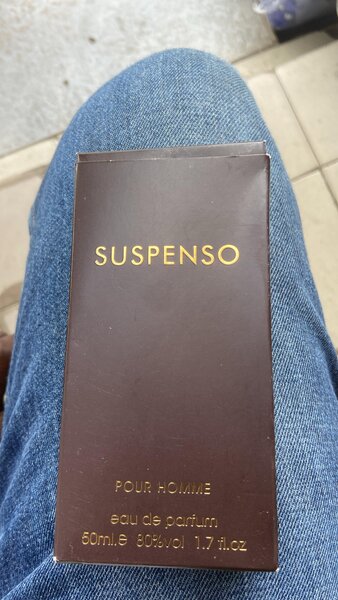 SUSPENSO
POUR HOMME
eau de parfum
50ml.e 80%vol 1.7 fl.oz